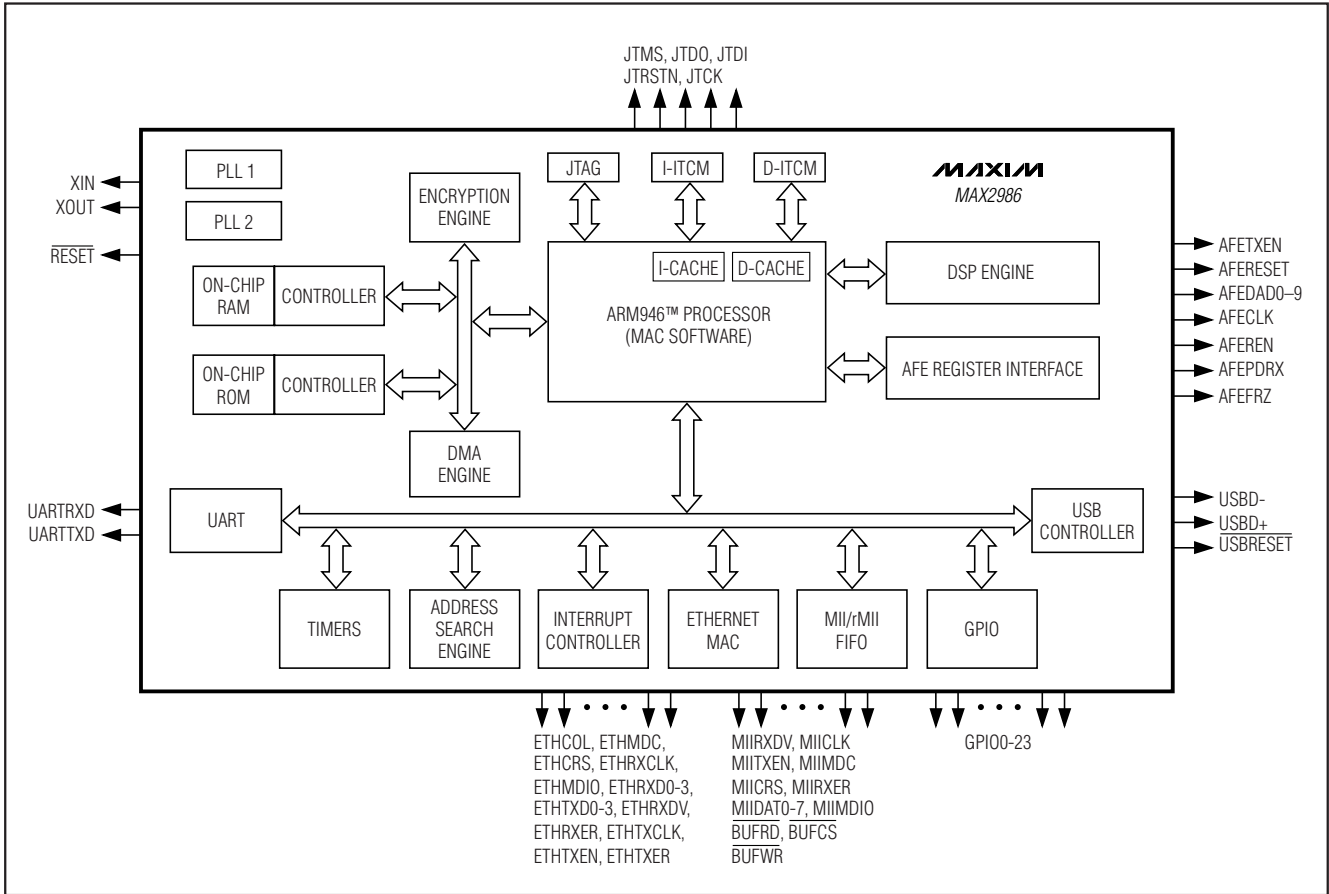 JTMS, JTDO, JTDI
JTRSTN, JTCK
XIN
XOUT
RESET
PLL 1
PLL 2
ENCRYPTION
ENGINE
JTAG
I-ITCM
D-ITCM
MAXIM
MAX2986
ON-CHIP
RAM
CONTROLLER
ON-CHIP
ROM
CONTROLLER
DMA
ENGINE
I-CACHE
D-CACHE
ARM946™ PROCESSOR
(MAC SOFTWARE)
DSP ENGINE
AFE REGISTER INTERFACE
AFETXEN
AFERESET
AFEDAD0–9
AFECLK
AFEREN
AFEPDRX
AFEFRZ
UARTRXD
UARTTXD
UART
USB
CONTROLLER
USBD-
USBD+
USBRESET
TIMERS
ADDRESS
SEARCH
ENGINE
INTERRUPT
CONTROLLER
ETHERNET
MAC
MII/rMII
FIFO
GPIO
ETHCOL, ETHMDC,
ETHCRS, ETHRXCLK,
ETHMDIO, ETHRXD0-3,
ETHTXD0-3, ETHRXDV,
ETHRXER, ETHTXCLK,
ETHTXEN, ETHTXER
MIIRXDV, MIICLK
MIITXEN, MIIMDC
MIICRS, MIIRXER
MIIDAT0-7, MIIMDIO
BUFRD, BUFCS
BUFWR
GPIO0-23